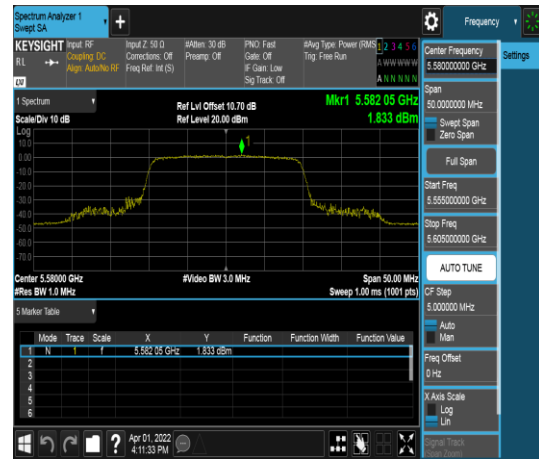 Spectrum Analyzer 1
Swept SA
+
Frequency
KEYSIGHT
RL
Input: RF
Coupling: DC
Align: Auto/No RF
Input Z: 50 Ω
Corrections: Off
Freq Ref: Int (S)
#Atten: 30 dB
Preamp: Off
PNO: Fast
Gate: Off
IF Gain: Low
Sig Track: Off
#Avg Type: Power (RMS)
Trig: Free Run
1 2 3 4 5 6
A WWWWW
A NNNNN
1 Spectrum
Scale/Div 10 dB
Log
Ref Lvl Offset 10.70 dB
Ref Level 20.00 dBm
Mkr1 5.582 05 GHz
1.833 dBm
10.0
0.00
-10.0
-20.0
-30.0
-40.0
-50.0
-60.0
-70.0
1
Center 5.58000 GHz
#Res BW 1.0 MHz
#Video BW 3.0 MHz
Span 50.00 MHz
Sweep 1.00 ms (1001 pts)
5 Marker Table
Mode Trace Scale X Y Function Function Width Function Value
1 N 1 f 5.582 05 GHz 1.833 dBm
2
3
4
5
6
Apr 01, 2022
4:11:33 PM
Center Frequency
5.580000000 GHz
Settings
Span
50.0000000 MHz
Swept Span
Zero Span
Full Span
Start Freq
5.555000000 GHz
Stop Freq
5.605000000 GHz
AUTO TUNE
CF Step
5.000000 MHz
Auto
Man
Freq Offset
0 Hz
X Axis Scale
Log
Lin
Signal Track
(Span Zoom)